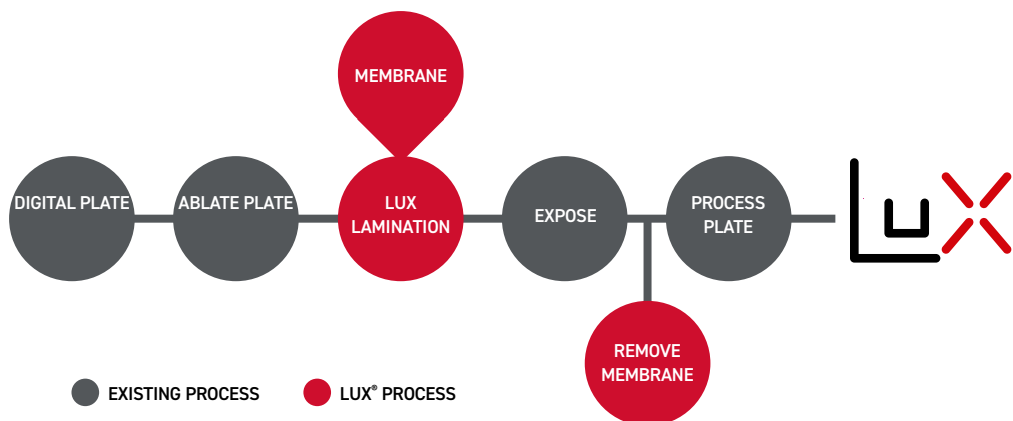 MEMBRANE
DIGITAL PLATE
ABLATE PLATE
LUX
LAMINATION
EXPOSE
PROCESS
PLATE
LuX
REMOVE
MEMBRANE
EXISTING PROCESS
LUX® PROCESS